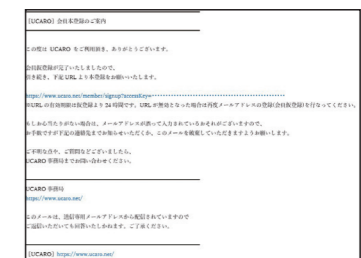 [UCARO] 会員本登録のご案内
この度は UCARO をご利用頂き、ありがとうございます。
会員仮登録が完了いたしましたので、
引き続き、下記 URL より本登録をお願いいたします。
https://www.ucaro.net/member/signup?accessKey=
※URL の有効期限は仮登録より 24 時間です。URL が無効となった場合は再度メールアドレスの登録(会員仮登録)を行なってください。
もしお心当たりがない場合は、メールアドレスが誤って入力されているおそれがございますので、
お手数ですが下記の連絡先までお知らせいただくか、このメールを破棄していただきますようお願いします。
ご不明な点や、ご質問などございましたら、
UCARO 事務局までお問い合わせください。
UCARO 事務局
https://www.ucaro.net/
このメールは、送信専用メールアドレスから配信されていますので
ご返信いただいても回答いたしかねます。ご了承ください。
[UCARO] https://www.ucaro.net/